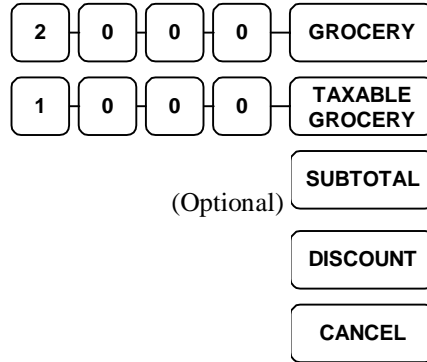 2 0 0 0 GROCERY
1 0 0 0 TAXABLE
GROCERY
SUBTOTAL
(Optional)
DISCOUNT
CANCEL